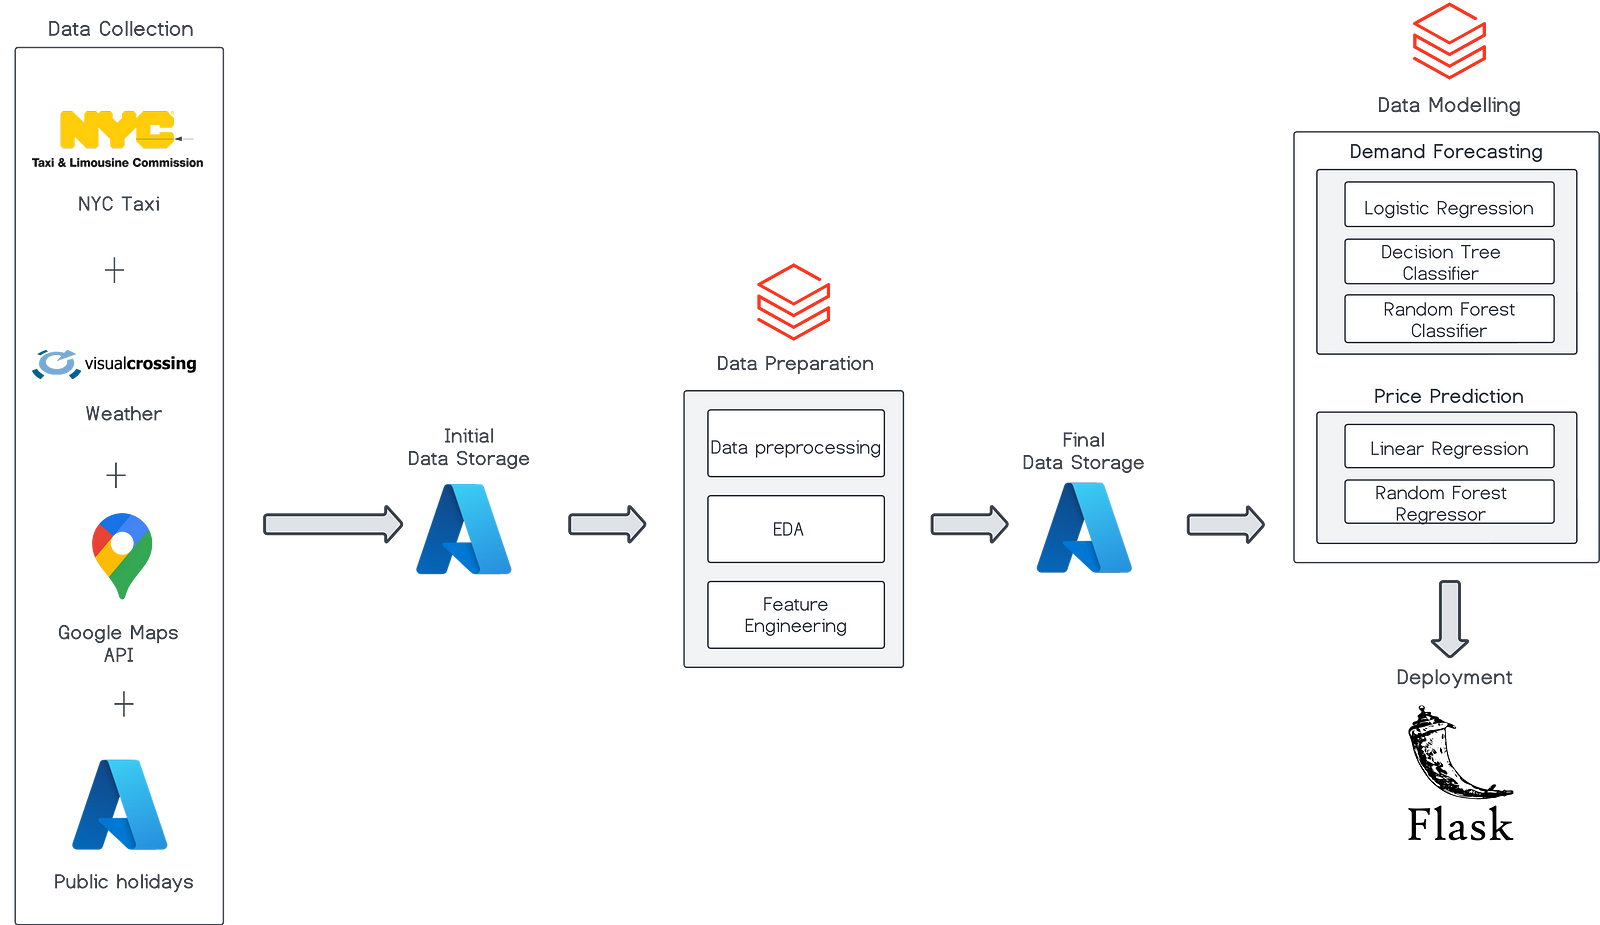 Data Collection
NYC
Taxi & Limousine Commission
NYC Taxi
+
visualcrossing
Weather
+
Google Maps
API
+
Public holidays
Initial
Data Storage
Data Preparation
Data preprocessing
EDA
Feature
Engineering
Final
Data Storage
Data Modelling
Demand Forecasting
Logistic Regression
Decision Tree
Classifier
Random Forest
Classifier
Price Prediction
Linear Regression
Random Forest
Regressor
Deployment
Flask